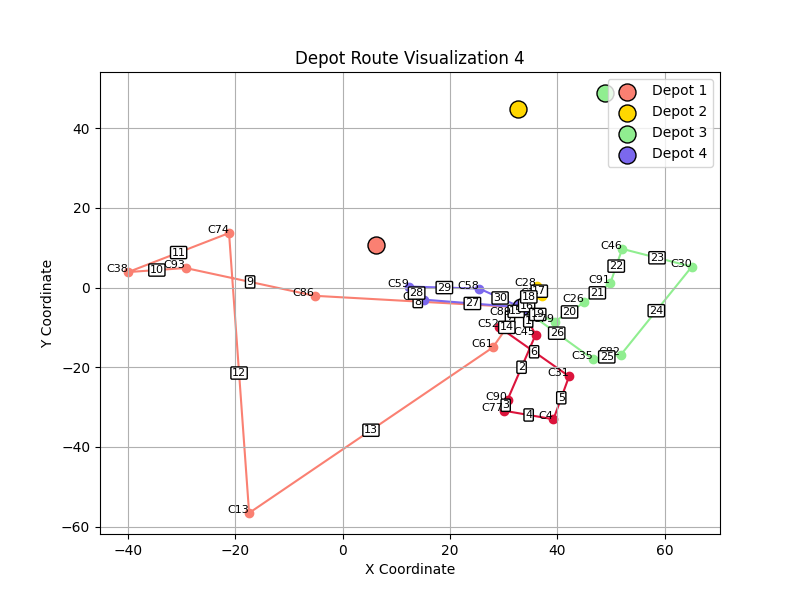 Depot Route Visualization 4
Depot 1
Depot 2
Depot 3
Depot 4
Y Coordinate
40
20
0
−20
−40
−60
−40
−20
0
20
40
60
X Coordinate
C74
C38
C93
C86
C13
C61
C59
C58
C28
C52
C45
C90
C77
C4
C31
C26
C91
C46
C30
C35
2
3
4
5
6
8
9
10
11
12
13
14
18
19
20
21
22
23
24
25
26
27
28
29
30